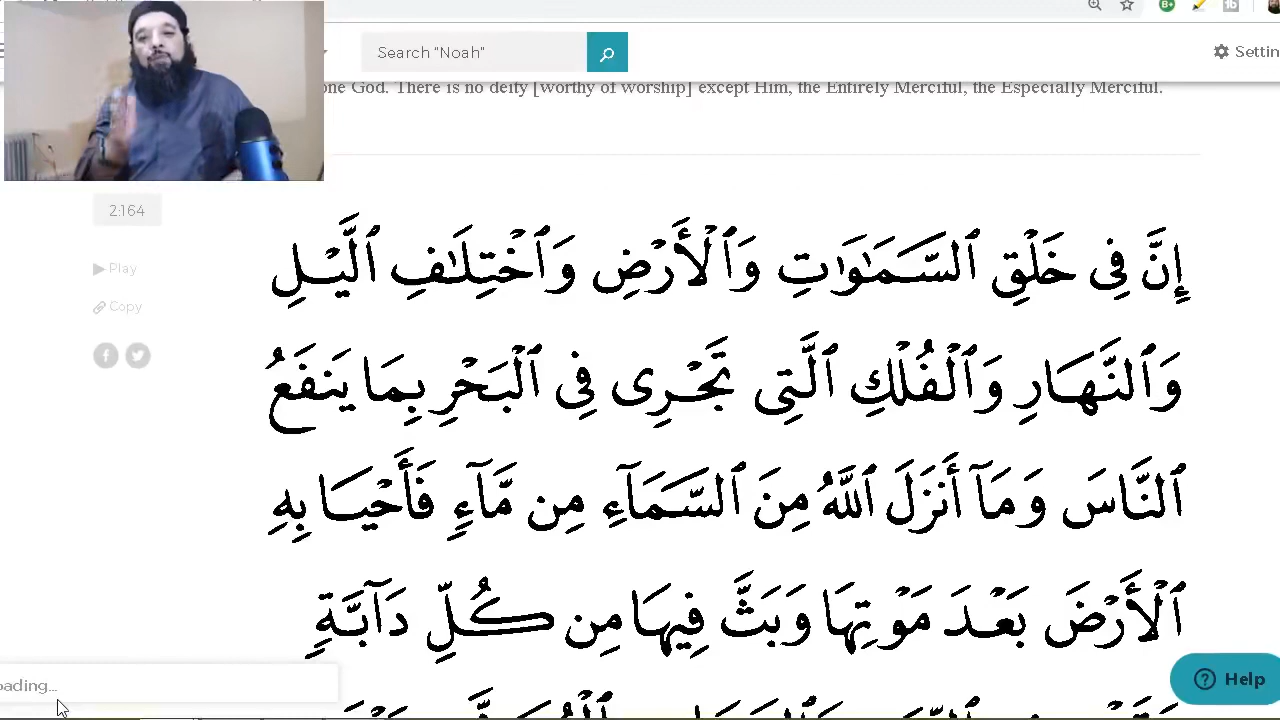 Search "Noah"
Settin
one God. There is no deity [worthy of worship] except Him, the Entirely Merciful, the Especially Merciful.
2:164
Play
Copy
إِنَّ فِى خَلْقِ ٱلسَّمَـٰوَٰتِ وَٱلْأَرْضِ وَٱخْتِلَـٰفِ ٱلَّيْلِ
وَٱلنَّهَارِ وَٱلْفُلْكِ ٱلَّتِى تَجْرِى فِى ٱلْبَحْرِ بِمَا يَنفَعُ
ٱلنَّاسَ وَمَآ أَنزَلَ ٱللَّهُ مِنَ ٱلسَّمَآءِ مِن مَّآءٍ فَأَحْيَا بِهِ
ٱلْأَرْضَ بَعْدَ مَوْتِهَا وَبَثَّ فِيهَا مِن كُلِّ دَآبَّةٍ
oading...
Help